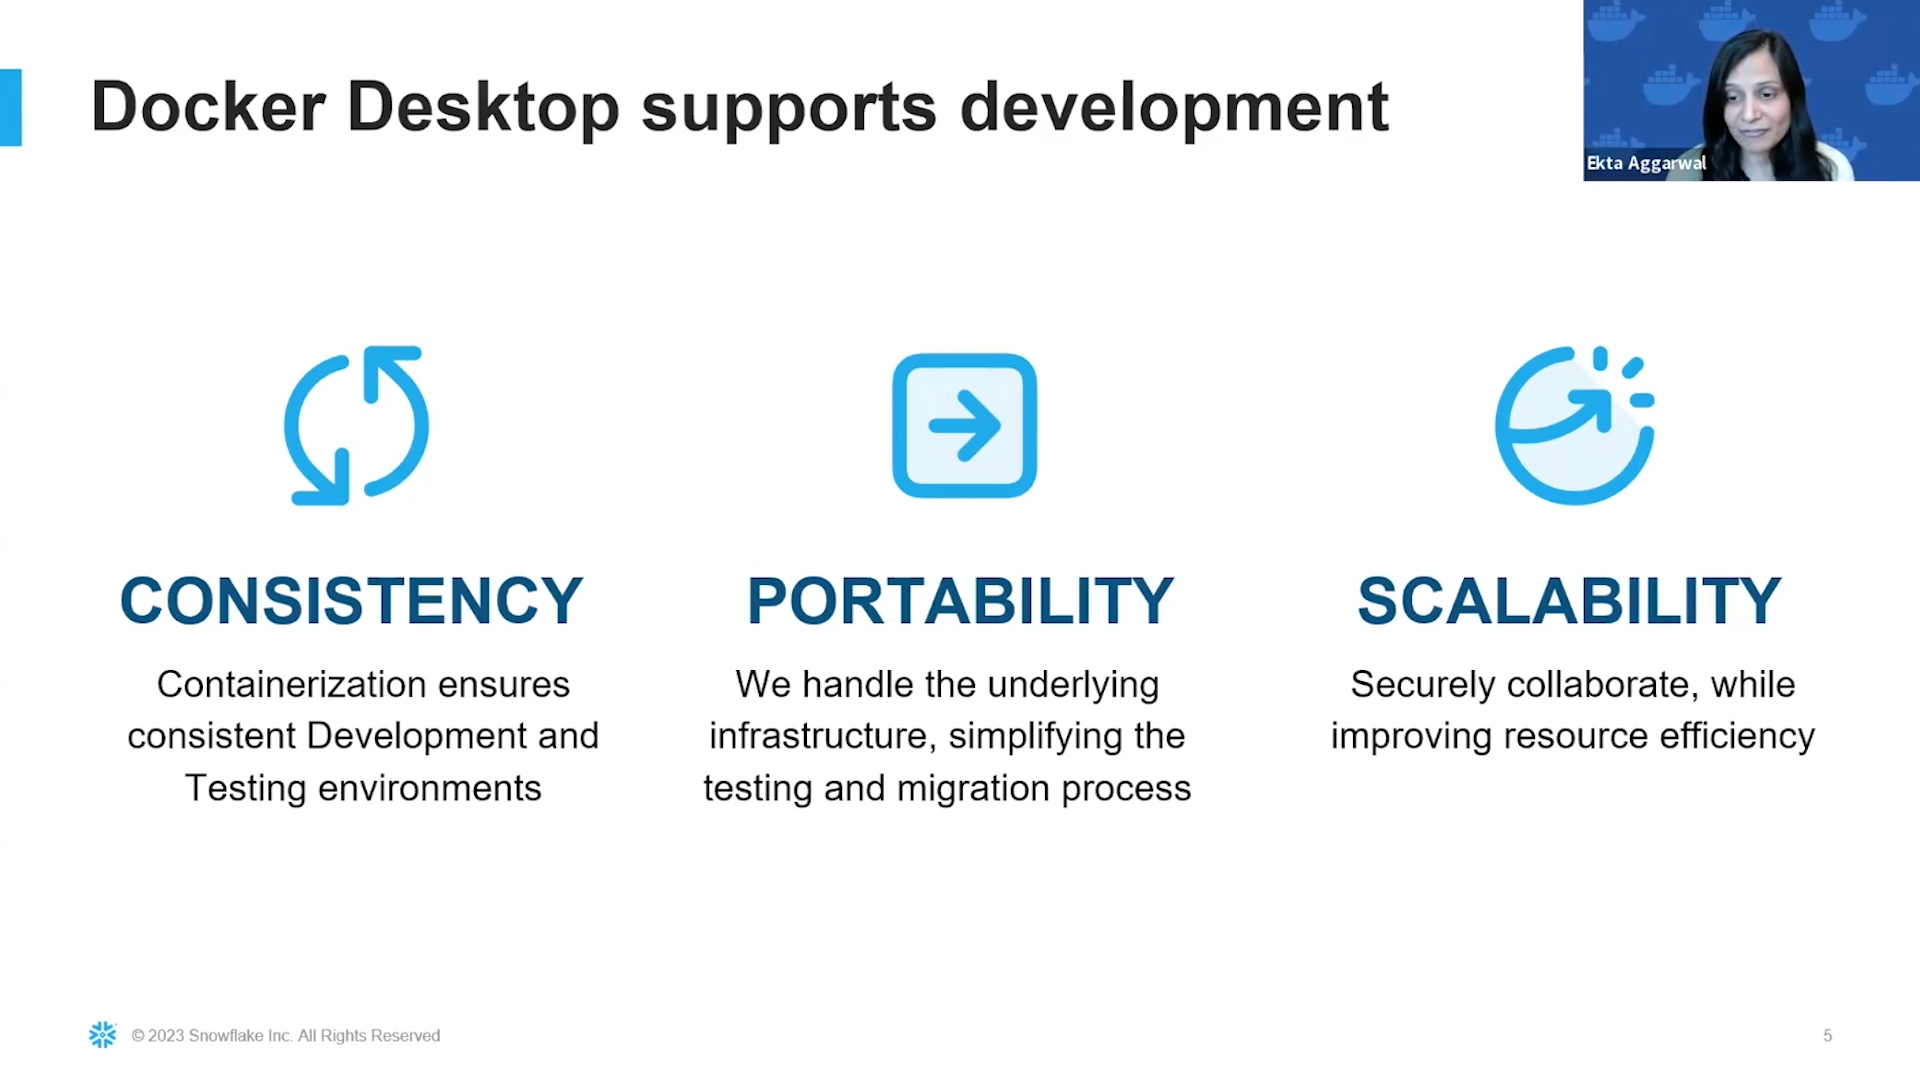 Docker Desktop supports development
Ekta Aggarwal
CONSISTENCY
Containerization ensures
consistent Development and
Testing environments
PORTABILITY
We handle the underlying
infrastructure, simplifying the
testing and migration process
SCALABILITY
Securely collaborate, while
improving resource efficiency
© 2023 Snowflake Inc. All Rights Reserved
5